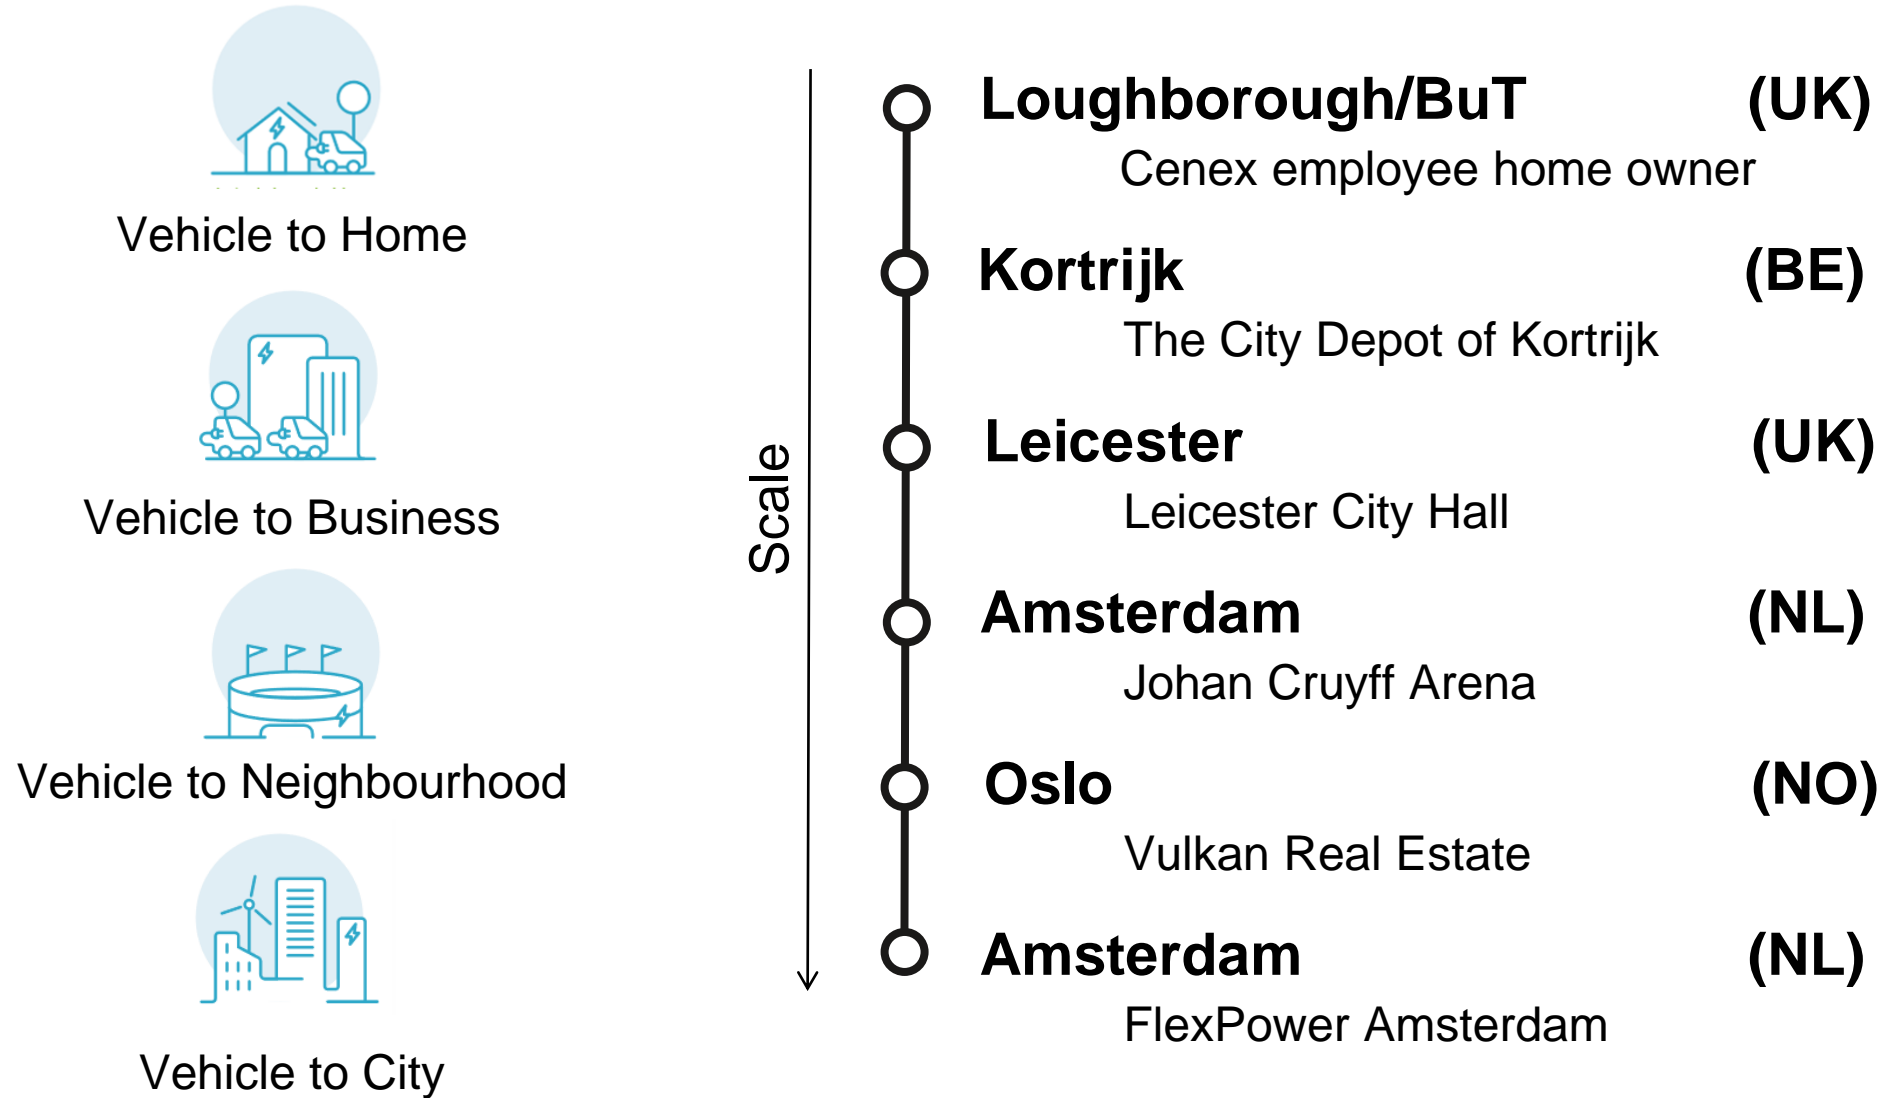 Vehicle to Home
Vehicle to Business
Vehicle to Neighbourhood
Vehicle to City
Scale
Loughborough/BuT (UK)
Cenex employee home owner
Kortrijk (BE)
The City Depot of Kortrijk
Leicester (UK)
Leicester City Hall
Amsterdam (NL)
Johan Cruyff Arena
Oslo (NO)
Vulkan Real Estate
Amsterdam (NL)
FlexPower Amsterdam